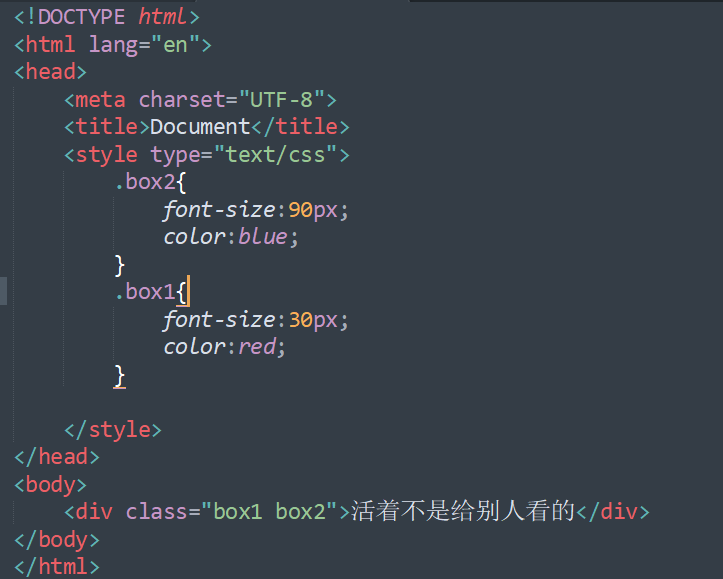 <!DOCTYPE html>
<html lang="en">
<head>
    <meta charset="UTF-8">
    <title>Document</title>
    <style type="text/css">
        .box2{
            font-size:90px;
            color:blue;
        }
        .box1{
            font-size:30px;
            color:red;
        }
    </style>
</head>
<body>
    <div class="box1 box2">活着不是给别人看的</div>
</body>
</html>